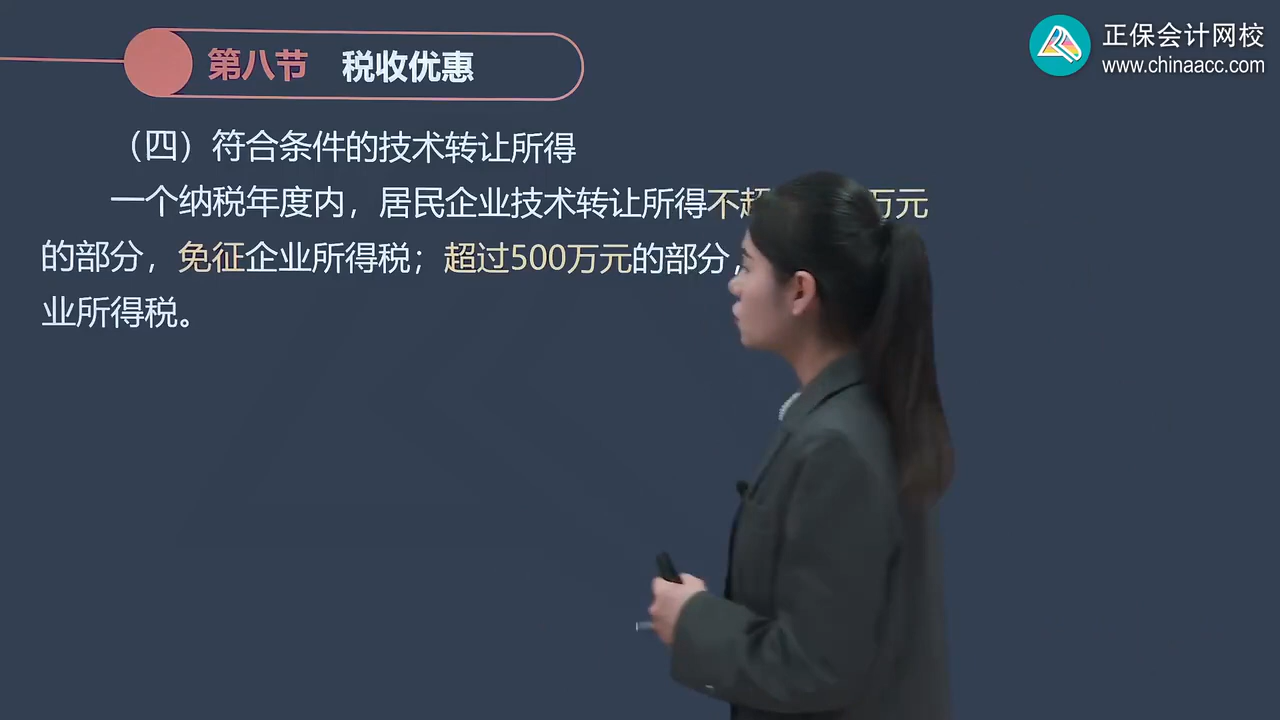 第八节 税收优惠
正保会计网校
www.chinaacc.com
（四）符合条件的技术转让所得
一个纳税年度内，居民企业技术转让所得不超 万元
的部分，免征企业所得税；超过500万元的部分，
业所得税。